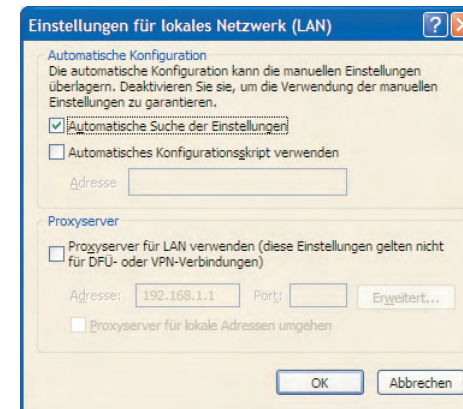 Einstellungen für lokales Netzwerk (LAN)
Automatische Konfiguration
Die automatische Konfiguration kann die manuellen Einstellungen
überlagern. Deaktivieren Sie sie, um die Verwendung der manuellen
Einstellungen zu garantieren.
Automatische Suche der Einstellungen
Automatisches Konfigurationsskript verwenden
Adresse
Proxyserver
Proxyserver für LAN verwenden (diese Einstellungen gelten nicht
für DFÜ- oder VPN-Verbindungen)
Adresse: 192.168.1.1 Port: Erweitert...
Proxyserver für lokale Adressen umgehen
OK Abbrechen